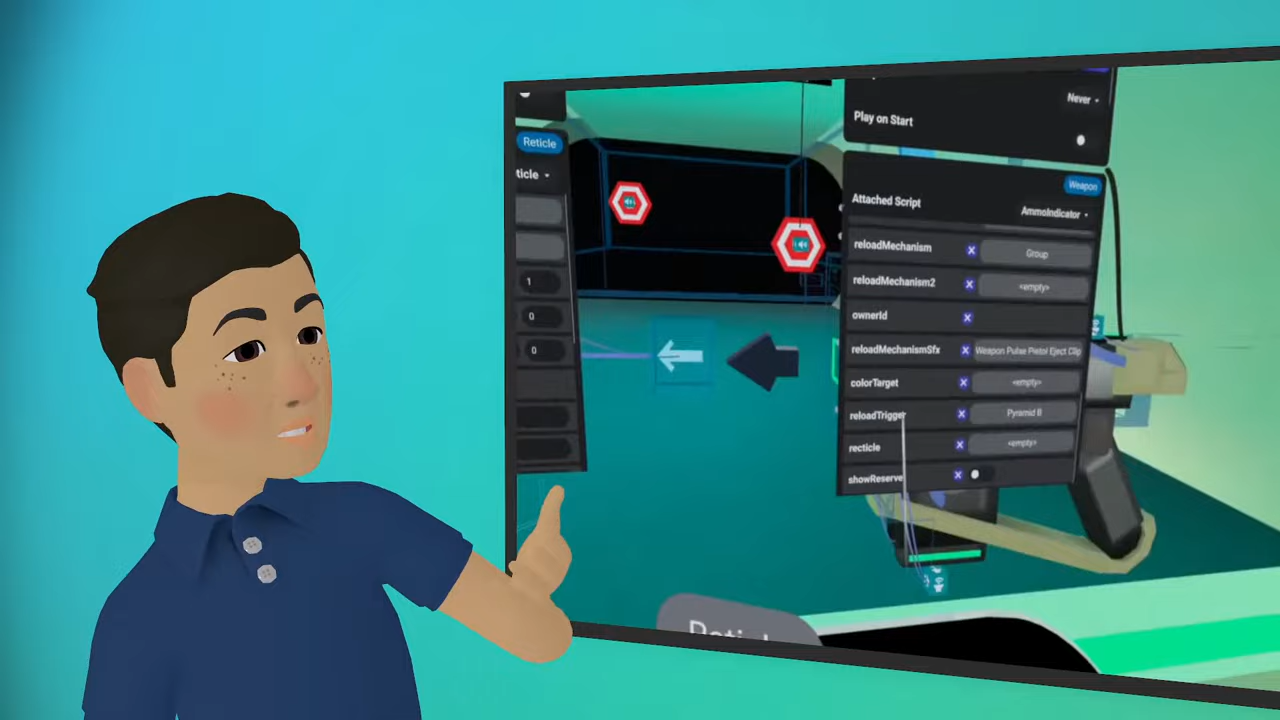 Never
Play on Start
Reticle
ticle
1
0
0
Weapon
Attached Script
AmmoIndicator
reloadMechanism x Group
reloadMechanism2 x <empty>
ownerId x
reloadMechanismSfx x Weapon Pulse Pistol Eject Clip
colorTarget x <empty>
reloadTrigger x Pyramid B
recticle x <empty>
showReserve x